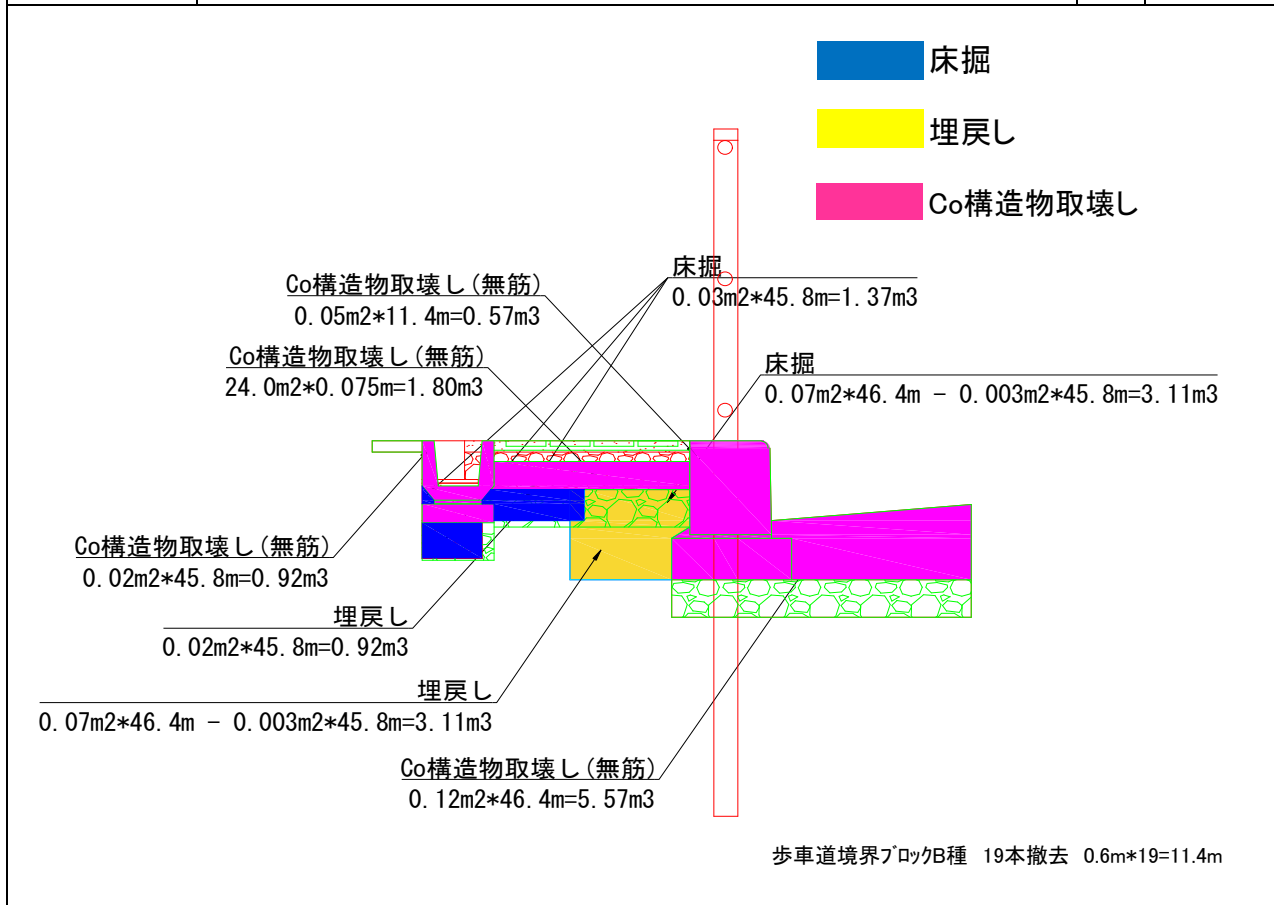 床掘
埋戻し
Co構造物取壊し
Co構造物取壊し(無筋)
0.05m2*11.4m=0.57m3
床掘
0.03m2*45.8m=1.37m3
Co構造物取壊し(無筋)
24.0m2*0.075m=1.80m3
床掘
0.07m2*46.4m - 0.003m2*45.8m=3.11m3
Co構造物取壊し(無筋)
0.02m2*45.8m=0.92m3
埋戻し
0.02m2*45.8m=0.92m3
埋戻し
0.07m2*46.4m - 0.003m2*45.8m=3.11m3
Co構造物取壊し(無筋)
0.12m2*46.4m=5.57m3
歩車道境界ブロックB種 19本撤去 0.6m*19=11.4m